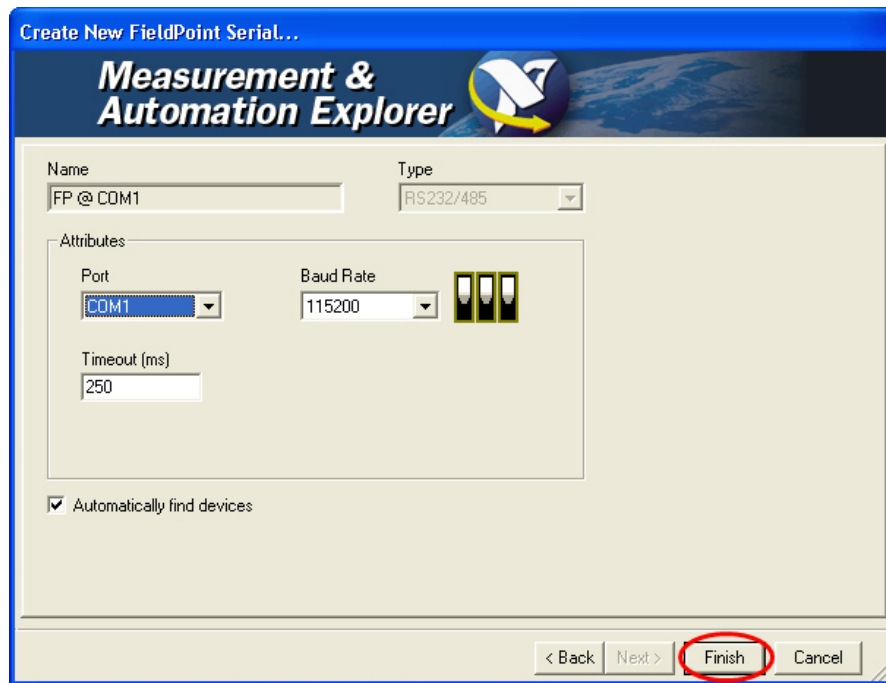 Create New FieldPoint Serial...
Measurement &
Automation Explorer
Name
Type
FP @ COM1
RS232/485
Attributes
Port
Baud Rate
COM1
115200
Timeout (ms)
250
Automatically find devices
< Back
Next >
Finish
Cancel